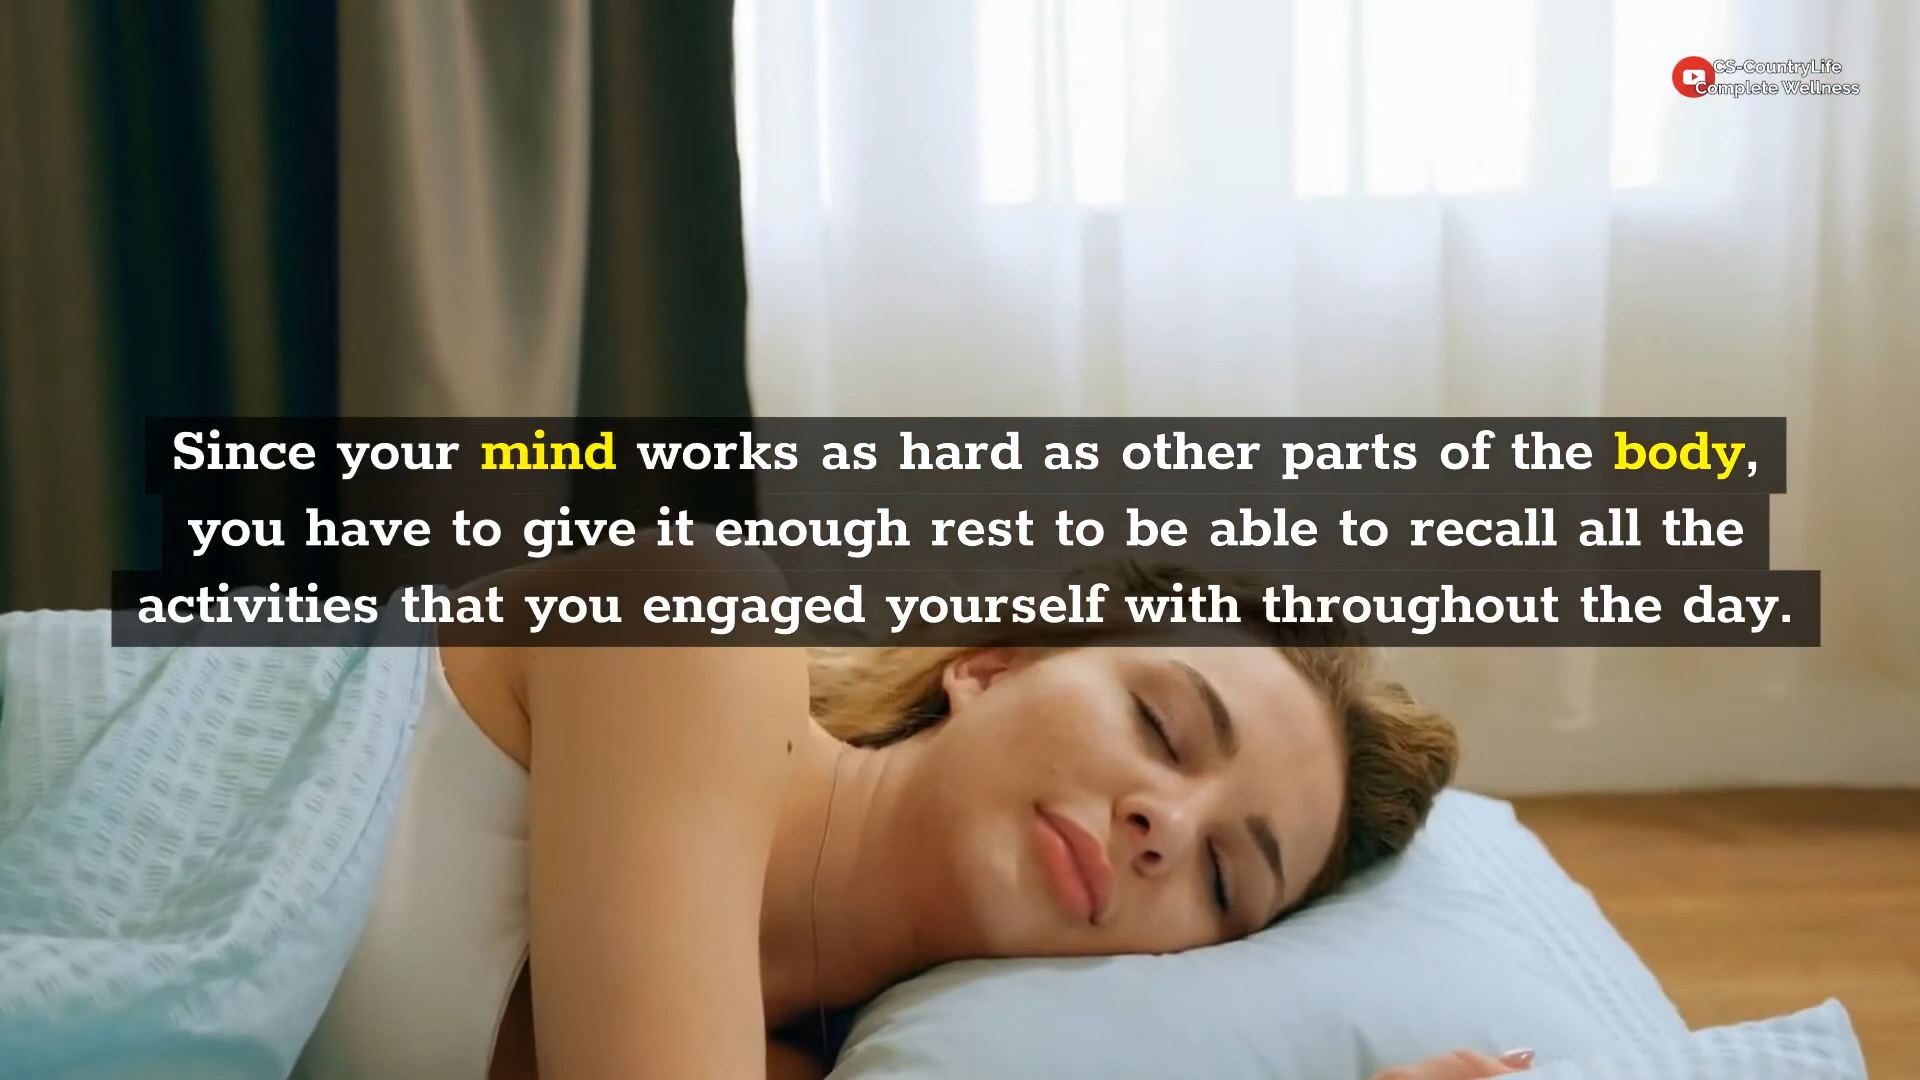 CS-CountryLife
Complete Wellness
Since your mind works as hard as other parts of the body,
you have to give it enough rest to be able to recall all the
activities that you engaged yourself with throughout the day.